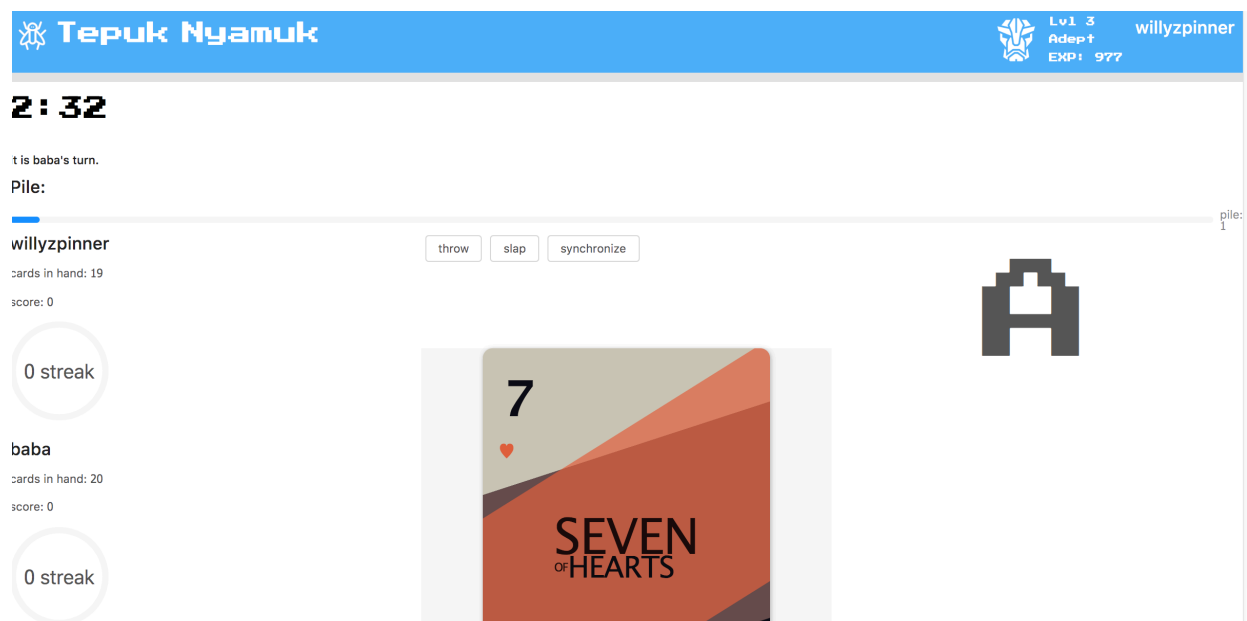 Tepuk Nyamuk
Lvl 3
Adept
EXP: 977
willyzpinner
2:32
t is baba's turn.
Pile:
pile:
1
willyzpinner
cards in hand: 19
score: 0
0 streak
throw
slap
synchronize
A
7
SEVEN
OF HEARTS
baba
cards in hand: 20
score: 0
0 streak